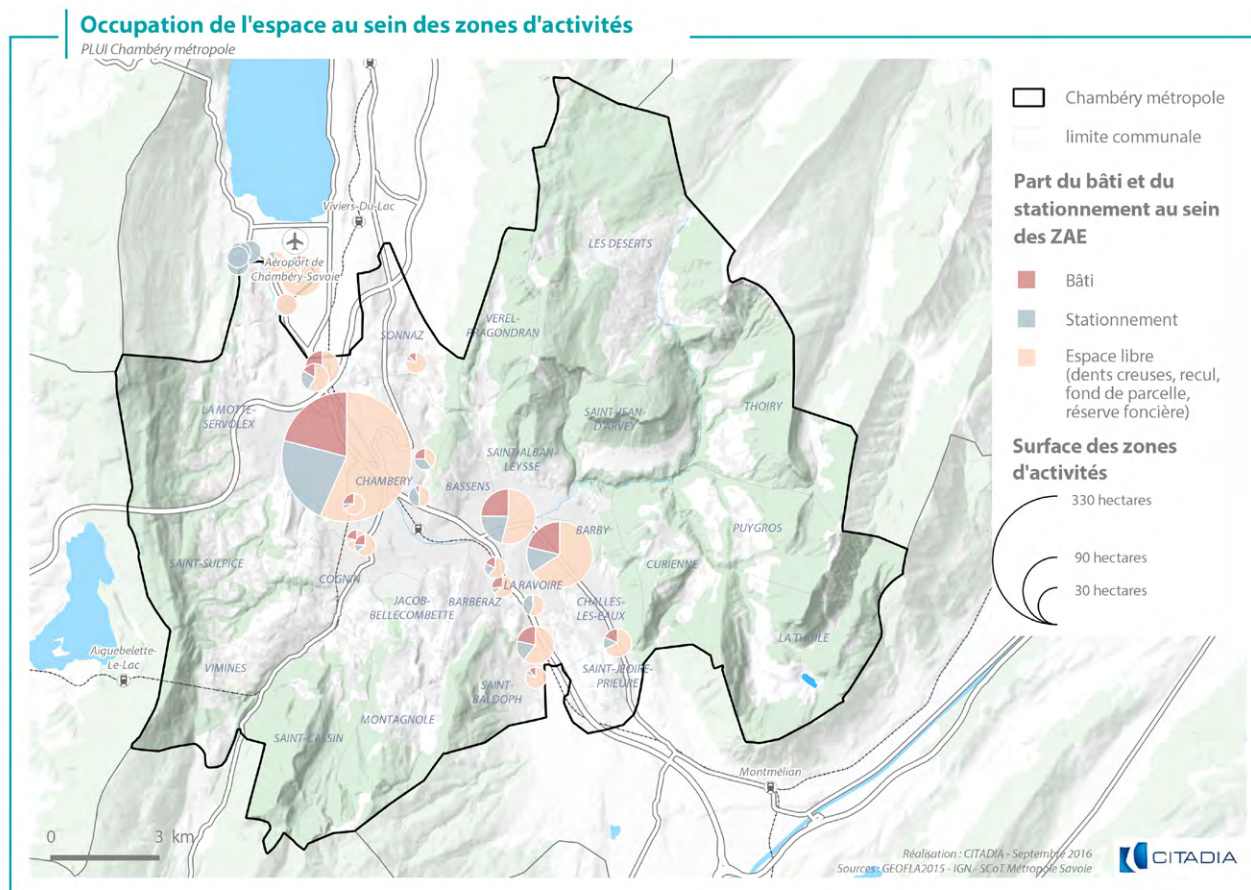 Occupation de l'espace au sein des zones d'activités
PLUI Chambéry métropole
Viviers-Du-Lac
Aéroport de
Chambéry-Savoie
LES DESERTS
VEREL-
PRAGONDRAN
SONNAZ
LA MOTTE-
SERVOLEX
SAINT-JEAN-
D'ARVEY
THOIRY
SAINT-ALBAN-
LEYSSE
CHAMBERY
BASSENS
BARBY
PUYGROS
SAINT-SULPICE
COGNIN
CURIENNE
LA RAVOIRE
JACOB-
BELLECOMBETTE
BARBERAZ
CHALLES-
LES-EAUX
LA THUILE
Aiguebelette-
Le-Lac
VIMINES
SAINT-JEOIRE-
PRIEURE
SAINT-
BALDOPH
MONTAGNOLE
SAINT-CASSIN
Montmélian
0 3 km
Chambéry métropole
limite communale
Part du bâti et du
stationnement au sein
des ZAE
Bâti
Stationnement
Espace libre
(dents creuses, recul,
fond de parcelle,
réserve foncière)
Surface des zones
d'activités
330 hectares
90 hectares
30 hectares
Réalisation : CITADIA - Septembre 2016
Sources : GEOFLA2015 - IGN - SCoT Métropole Savoie
CITADIA